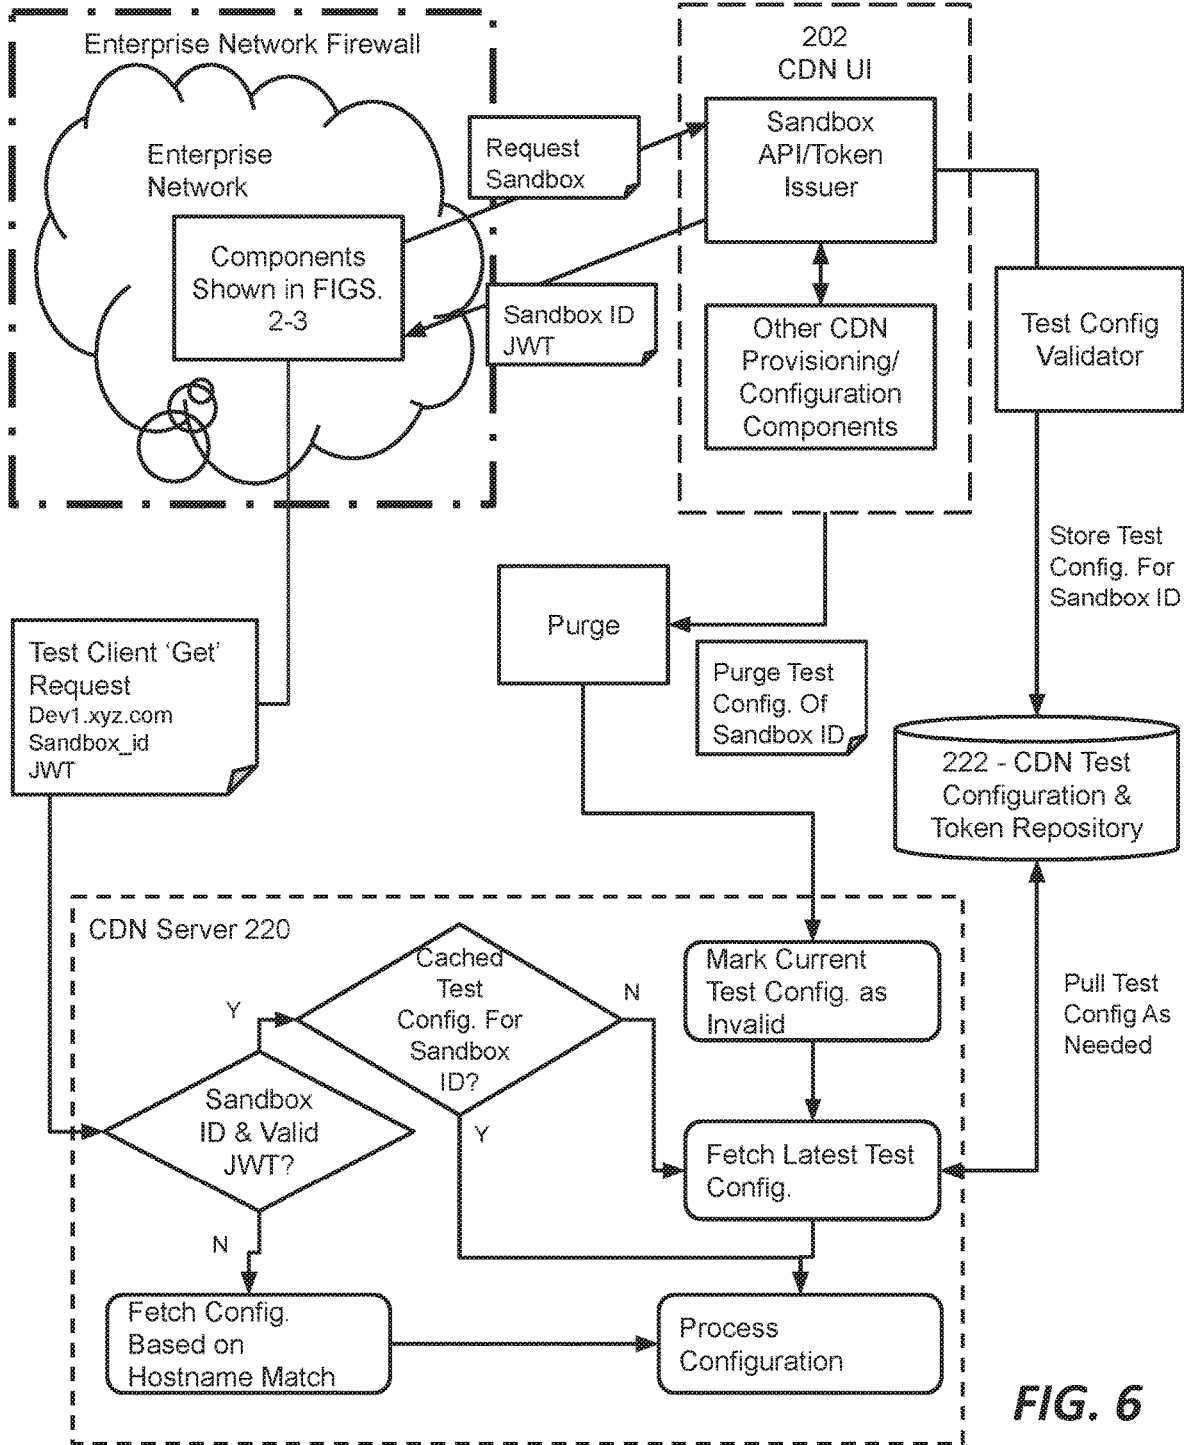 Enterprise Network Firewall
Enterprise
Network
Components
Shown in FIGS.
2-3
Request
Sandbox
Sandbox ID
JWT
202
CDN UI
Sandbox
API/Token
Issuer
Other CDN
Provisioning/
Configuration
Components
Test Config
Validator
Store Test
Config. For
Sandbox ID
Purge
Purge Test
Config. Of
Sandbox ID
Test Client ‘Get’
Request
Dev1.xyz.com
Sandbox_id
JWT
222 - CDN Test
Configuration &
Token Repository
CDN Server 220
Cached
Test
Config. For
Sandbox
ID?
Y
N
Y
Mark Current
Test Config. as
Invalid
Pull Test
Config As
Needed
Sandbox
ID & Valid
JWT?
N
Fetch Latest Test
Config.
Fetch Config.
Based on
Hostname Match
Process
Configuration
FIG. 6